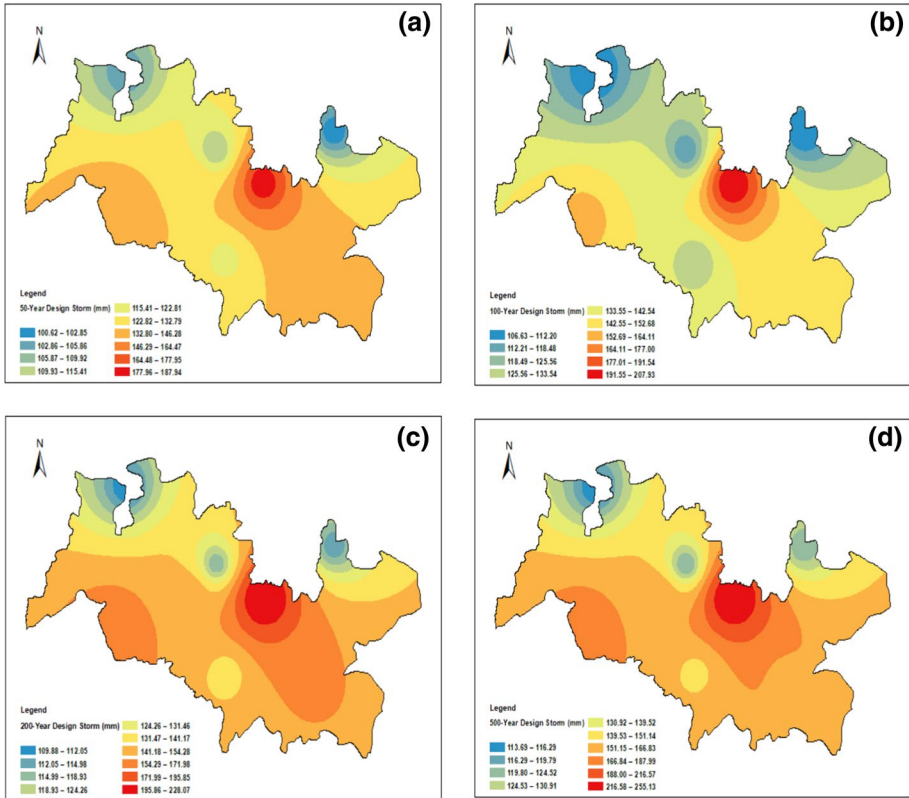 (a)
N
Legend
50-Year Design Storm (mm)
100.62 – 102.85
102.86 – 105.86
105.87 – 109.92
109.93 – 115.41
115.41 – 122.81
122.82 – 132.79
132.80 – 146.28
146.29 – 164.47
164.48 – 177.95
177.96 – 187.94
(b)
N
Legend
100-Year Design Storm (mm)
106.63 – 112.20
112.21 – 118.48
118.49 – 125.56
125.56 – 133.54
133.55 – 142.54
142.55 – 152.68
152.69 – 164.11
164.11 – 177.00
177.01 – 191.54
191.55 – 207.93
(c)
N
Legend
200-Year Design Storm (mm)
109.88 – 112.05
112.05 – 114.98
114.99 – 118.93
118.93 – 124.26
124.26 – 131.46
131.47 – 141.17
141.18 – 154.28
154.29 – 171.98
171.99 – 195.85
195.86 – 228.07
(d)
N
Legend
500-Year Design Storm (mm)
113.69 – 116.29
116.29 – 119.79
119.80 – 124.52
124.53 – 130.91
130.92 – 139.52
139.53 – 151.14
151.15 – 166.83
166.84 – 187.99
188.00 – 216.57
216.58 – 255.13